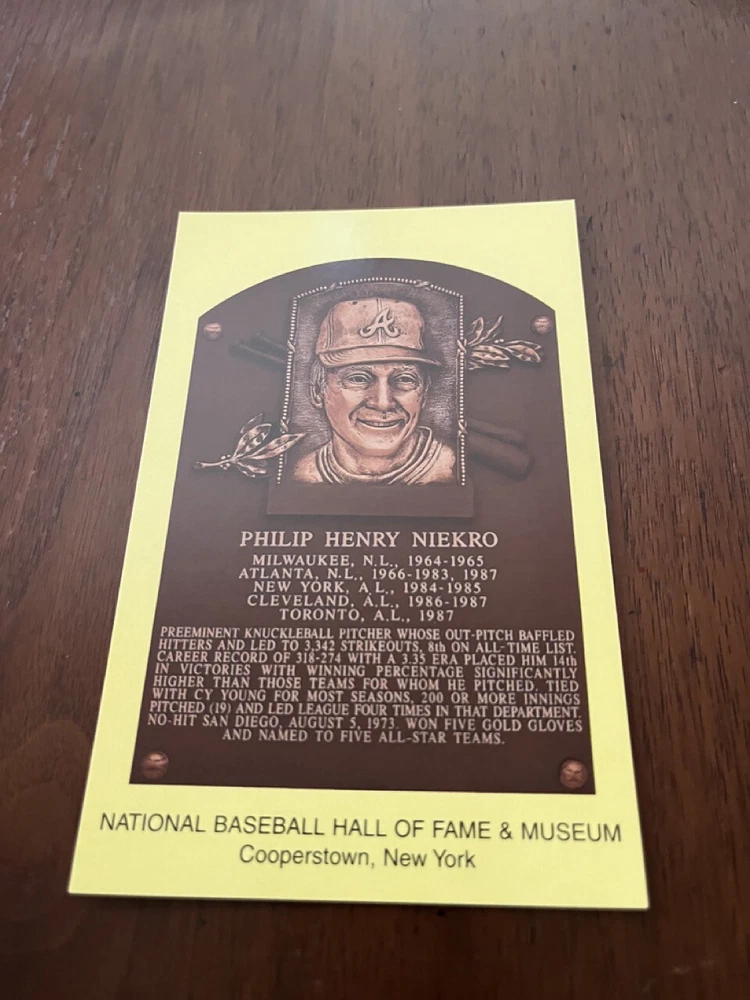 A
PHILIP HENRY NIEKRO
MILWAUKEE, N.L., 1964-1965
ATLANTA, N.L., 1966-1983, 1987
NEW YORK, A.L., 1984-1985
CLEVELAND, A.L., 1986-1987
TORONTO, A.L., 1987
PREEMINENT KNUCKLEBALL PITCHER WHOSE OUT-PITCH BAFFLED
HITTERS AND LED TO 3,342 STRIKEOUTS, 8th ON ALL-TIME LIST.
CAREER RECORD OF 318-274 WITH A 3.35 ERA PLACED HIM 14th
IN VICTORIES WITH WINNING PERCENTAGE SIGNIFICANTLY
HIGHER THAN THOSE TEAMS FOR WHOM HE PITCHED. TIED
WITH CY YOUNG FOR MOST SEASONS, 200 OR MORE INNINGS
PITCHED (19) AND LED LEAGUE FOUR TIMES IN THAT DEPARTMENT.
NO-HIT SAN DIEGO, AUGUST 5, 1973. WON FIVE GOLD GLOVES
AND NAMED TO FIVE ALL-STAR TEAMS.
NATIONAL BASEBALL HALL OF FAME & MUSEUM
Cooperstown, New York